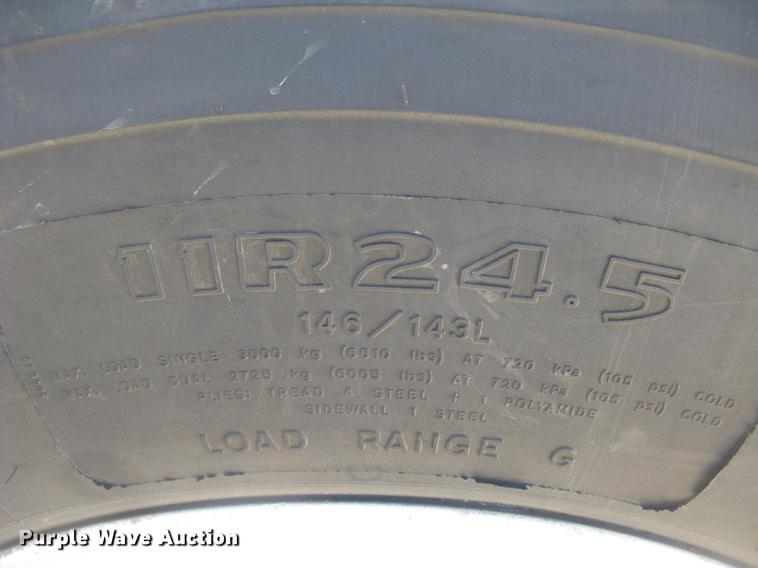 11R24.5
146/143L
MAX. LOAD SINGLE 3000 kg (6610 lbs) AT 720 kPa (105 psi) COLD
MAX. LOAD DUAL 2725 kg (6005 lbs) AT 720 kPa (105 psi) COLD
PLIES: TREAD 4 STEEL + 1 POLYAMIDE
SIDEWALL 1 STEEL
LOAD RANGE G
Purple Wave Auction